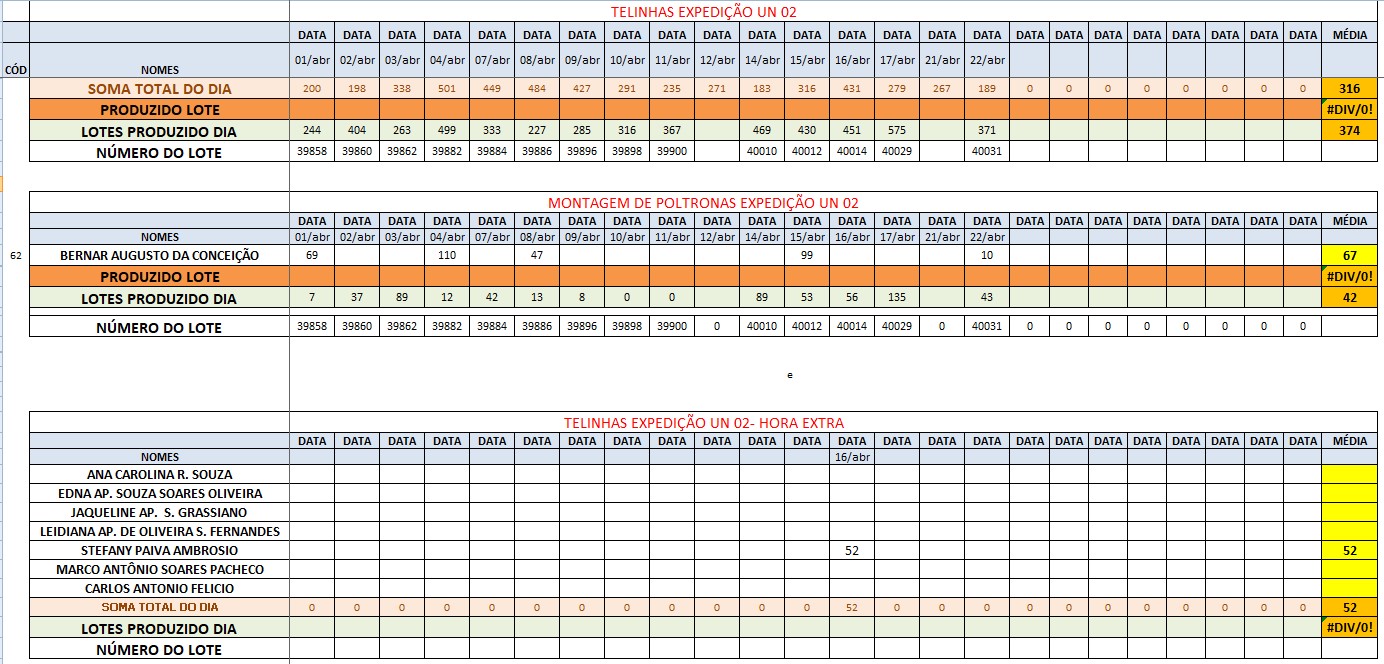 TELINHAS EXPEDIÇÃO UN 02
DATA DATA DATA DATA DATA DATA DATA DATA DATA DATA DATA DATA DATA DATA DATA DATA DATA DATA DATA DATA DATA DATA DATA DATA MÉDIA
CÓD NOMES 01/abr 02/abr 03/abr 04/abr 07/abr 08/abr 09/abr 10/abr 11/abr 12/abr 14/abr 15/abr 16/abr 17/abr 21/abr 22/abr
SOMA TOTAL DO DIA 200 198 338 501 449 484 427 291 235 271 183 316 431 279 267 189 0 0 0 0 0 0 0 0 316
PRODUZIDO LOTE #DIV/0!
LOTES PRODUZIDO DIA 244 404 263 499 333 227 285 316 367 469 430 451 575 371 374
NÚMERO DO LOTE 39858 39860 39862 39882 39884 39886 39896 39898 39900 40010 40012 40014 40029 40031
MONTAGEM DE POLTRONAS EXPEDIÇÃO UN 02
DATA DATA DATA DATA DATA DATA DATA DATA DATA DATA DATA DATA DATA DATA DATA DATA DATA DATA DATA DATA DATA DATA DATA DATA MÉDIA
NOMES 01/abr 02/abr 03/abr 04/abr 07/abr 08/abr 09/abr 10/abr 11/abr 12/abr 14/abr 15/abr 16/abr 17/abr 21/abr 22/abr
62 BERNAR AUGUSTO DA CONCEIÇÃO 69 110 47 99 10 67
PRODUZIDO LOTE #DIV/0!
LOTES PRODUZIDO DIA 7 37 89 12 42 13 8 0 0 89 53 56 135 43 42
NÚMERO DO LOTE 39858 39860 39862 39882 39884 39886 39896 39898 39900 0 40010 40012 40014 40029 0 40031 0 0 0 0 0 0 0 0
e
TELINHAS EXPEDIÇÃO UN 02- HORA EXTRA
DATA DATA DATA DATA DATA DATA DATA DATA DATA DATA DATA DATA DATA DATA DATA DATA DATA DATA DATA DATA DATA DATA DATA DATA MÉDIA
NOMES 16/abr
ANA CAROLINA R. SOUZA
EDNA AP. SOUZA SOARES OLIVEIRA
JAQUELINE AP. S. GRASSIANO
LEIDIANA AP. DE OLIVEIRA S. FERNANDES
STEFANY PAIVA AMBROSIO 52 52
MARCO ANTÔNIO SOARES PACHECO
CARLOS ANTONIO FELICIO
SOMA TOTAL DO DIA 0 0 0 0 0 0 0 0 0 0 0 0 52 0 0 0 0 0 0 0 0 0 0 0 52
LOTES PRODUZIDO DIA #DIV/0!
NÚMERO DO LOTE